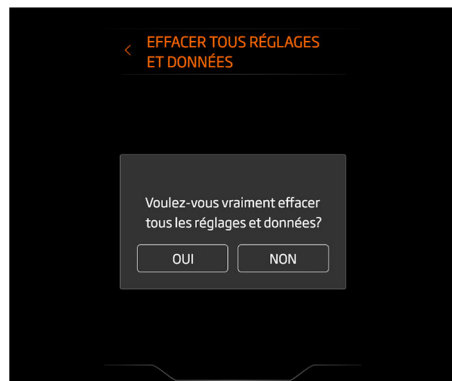 EFFACER TOUS RÉGLAGES
ET DONNÉES
Voulez-vous vraiment effacer
tous les réglages et données?
OUI NON